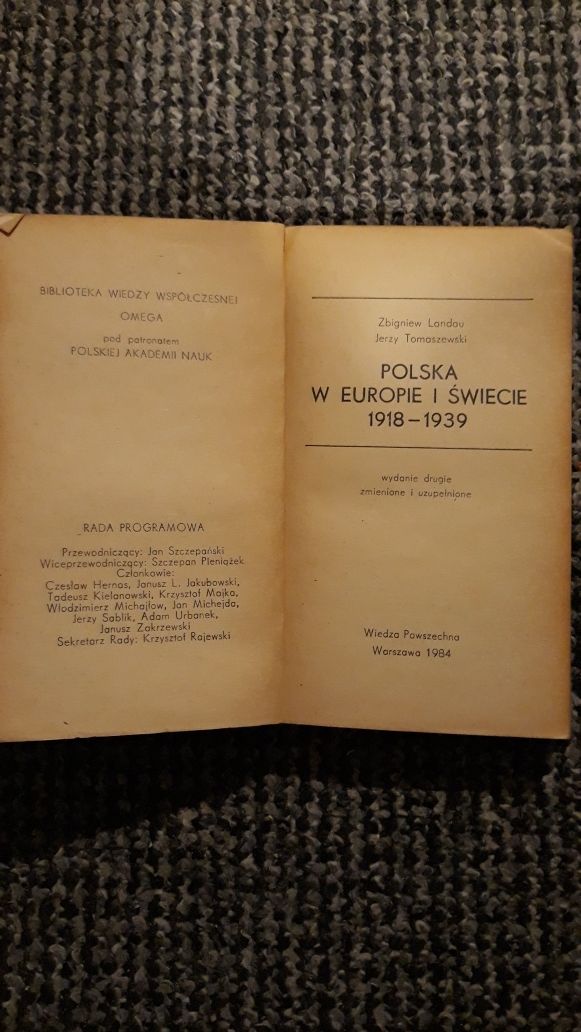 BIBLIOTEKA WIEDZY WSPÓŁCZESNEJ
OMEGA
pod patronatem
POLSKIEJ AKADEMII NAUK
RADA PROGRAMOWA
Przewodniczący: Jan Szczepański
Wiceprzewodniczący: Szczepan Pieniążek
Członkowie:
Czesław Hernas, Janusz L. Jakubowski,
Tadeusz Kielanowski, Krzysztof Majka,
Włodzimierz Michajłow, Jan Michejda,
Jerzy Sablik, Adam Urbanek,
Janusz Zakrzewski
Sekretarz Rady: Krzysztof Rajewski
Zbigniew Landau
Jerzy Tomaszewski
POLSKA
W EUROPIE I ŚWIECIE
1918–1939
wydanie drugie
zmienione i uzupełnione
Wiedza Powszechna
Warszawa 1984